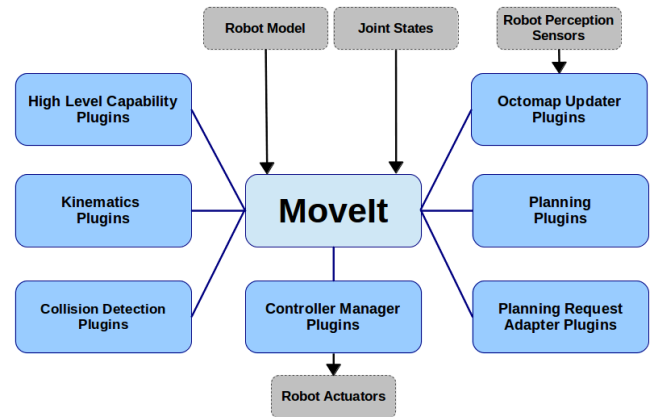 Robot Model
Joint States
Robot Perception
Sensors
High Level Capability
Plugins
Octomap Updater
Plugins
Kinematics
Plugins
MoveIt
Planning
Plugins
Collision Detection
Plugins
Controller Manager
Plugins
Planning Request
Adapter Plugins
Robot Actuators